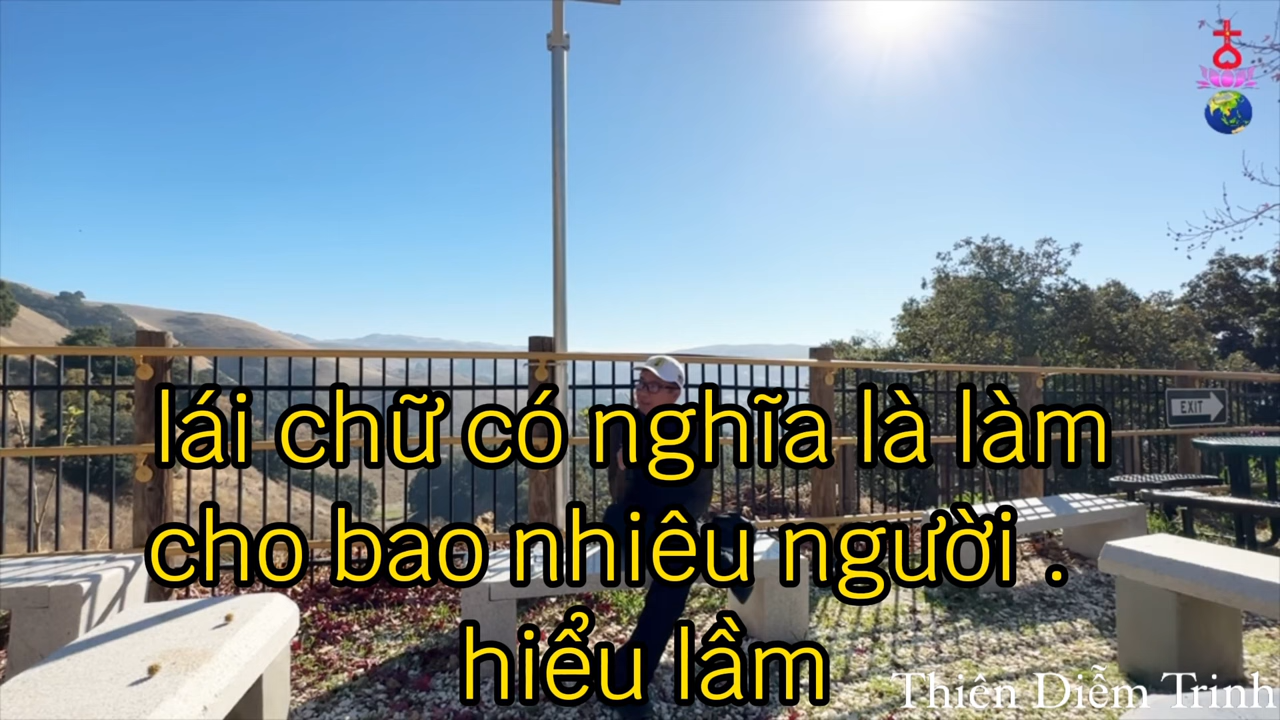 EXIT
lái chữ có nghĩa là làm
cho bao nhiêu người .
hiểu lầm
Thiên Diễm Trinh